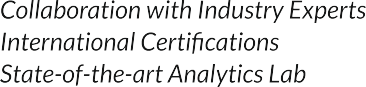 Collaboration with Industry Experts
International Certifications
State-of-the-art Analytics Lab